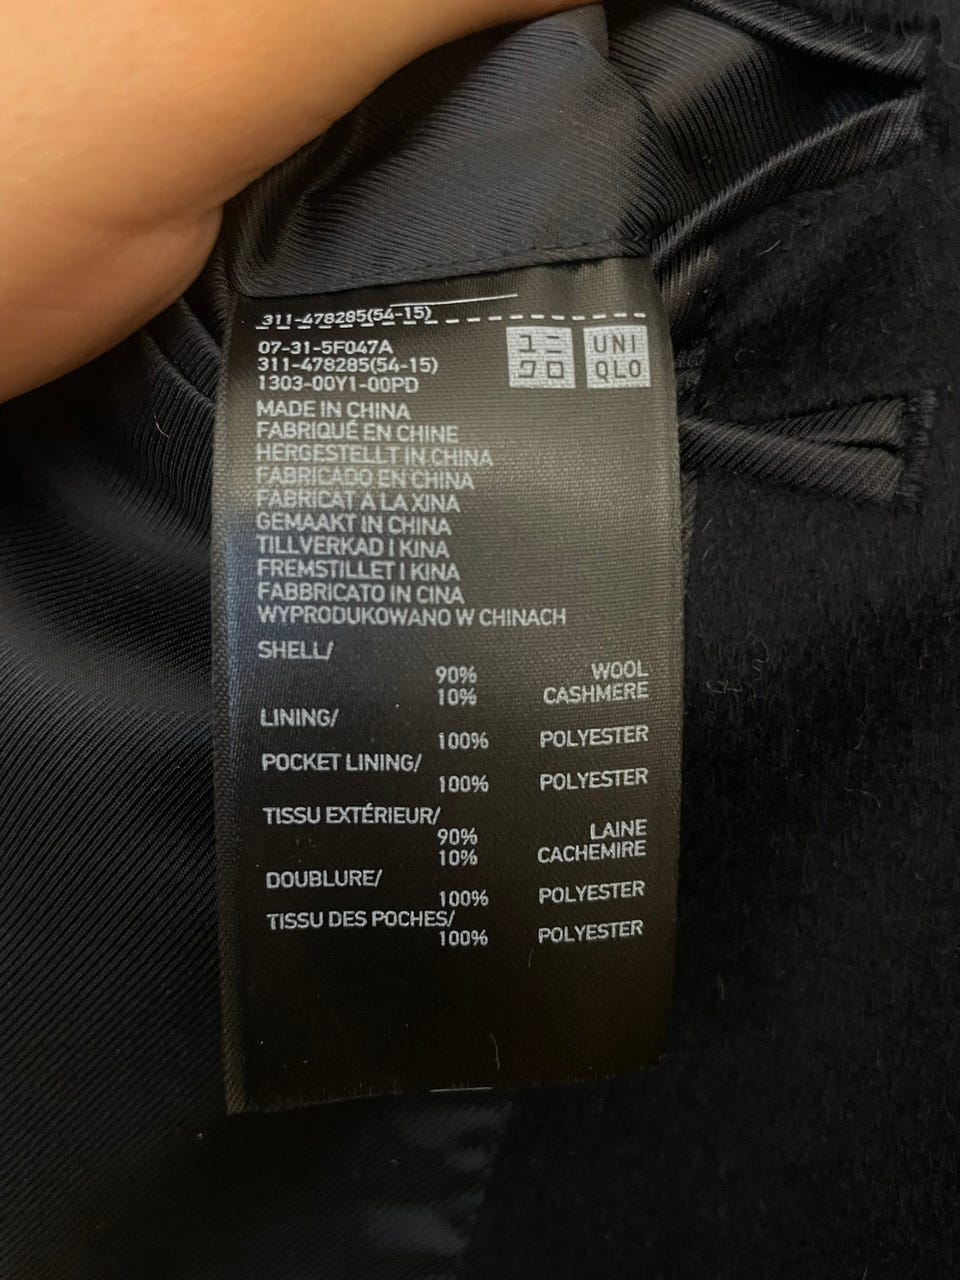 311-478285(54-15)
07-31-5F047A
311-478285(54-15)
1303-00Y1-00PD
ユニ
クロ
UNI
QLO
MADE IN CHINA
FABRIQUÉ EN CHINE
HERGESTELLT IN CHINA
FABRICADO EN CHINA
FABRICAT A LA XINA
GEMAAKT IN CHINA
TILLVERKAD I KINA
FREMSTILLET I KINA
FABBRICATO IN CINA
WYPRODUKOWANO W CHINACH
SHELL/
90% WOOL
10% CASHMERE
LINING/
100% POLYESTER
POCKET LINING/
100% POLYESTER
TISSU EXTÉRIEUR/
90% LAINE
10% CACHEMIRE
DOUBLURE/
100% POLYESTER
TISSU DES POCHES/
100% POLYESTER